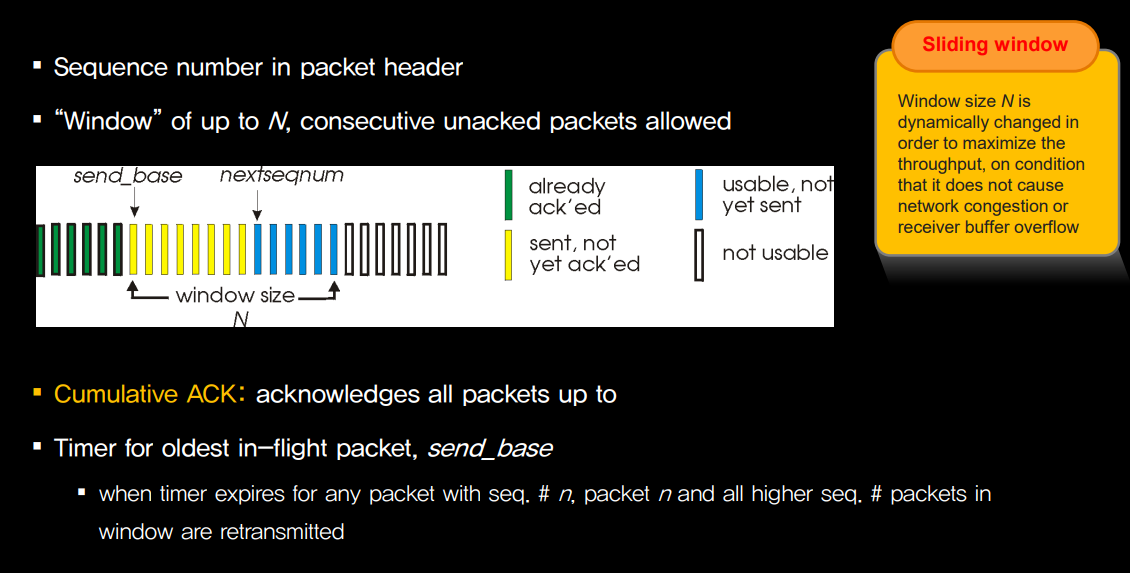 ▪ Sequence number in packet header
▪ “Window” of up to N, consecutive unacked packets allowed
send_base
nextseqnum
already
ack’ed
sent, not
yet ack’ed
usable, not
yet sent
not usable
window size
N
▪ Cumulative ACK: acknowledges all packets up to
▪ Timer for oldest in-flight packet, send_base
▪ when timer expires for any packet with seq. # n, packet n and all higher seq. # packets in
window are retransmitted
Sliding window
Window size N is
dynamically changed in
order to maximize the
throughput, on condition
that it does not cause
network congestion or
receiver buffer overflow